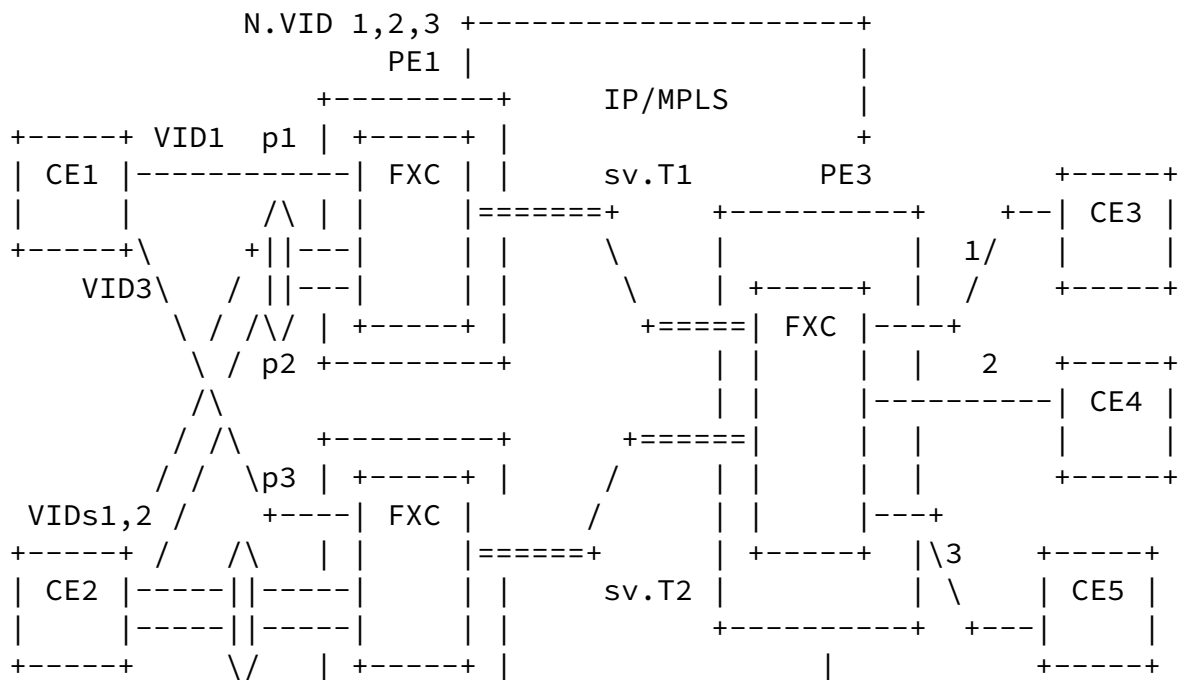 N.VID 1,2,3 +---------------------+
PE1 |                     |
+---------+     IP/MPLS       |
+-----+  VID1  p1  |  +-----+  |                   +
| CE1 |------------|  FXC  | |     sv.T1       PE3          +-----+
|     |       /\  | |     |=======+     +----------+    +--| CE3 |
+-----+\      +||---|     | |      \     |          |  1/  |     |
VID3\    / ||---|     | |       \    | +-----+  |  /    +-----+
\  / /\/  | +-----+ |       +=====| FXC |----+
\ /  p2  +---------+           | |     |  |   2    +-----+
/\                           | |     |----------| CE4 |
/ /\    +---------+      +======|     |  |        |     |
/ /  \p3  | +-----+ |     /     | |     |  |        +-----+
VIDs1,2 /    +----| FXC |      /      | |     |---+
+-----+ /   /\   | |     |======+      | +-----+  |\3    +-----+
| CE2 |-----||-----|     | |     sv.T2 |          | \    | CE5 |
|     |-----||-----|     | |           +----------+  +---|     |
+-----+     \/   | +-----+ |                 |           +-----+